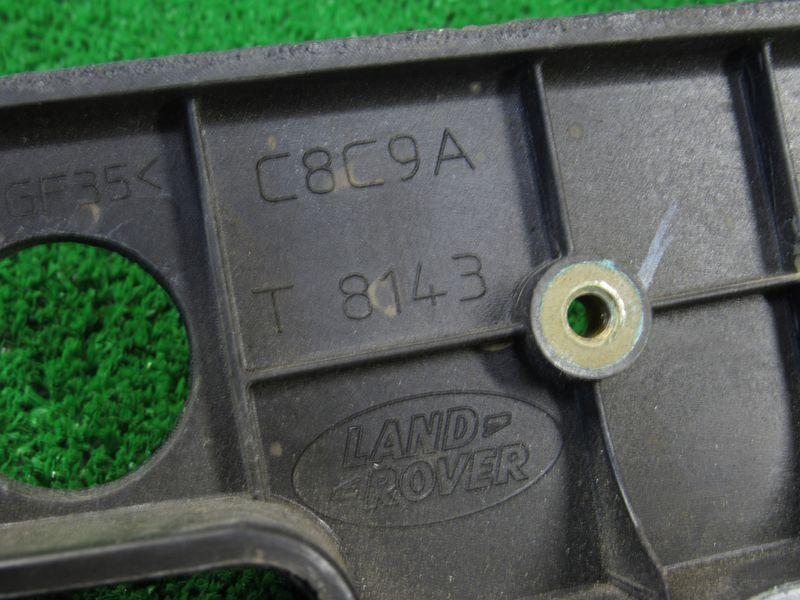 GF35<
C8C9A
T 8143
LAND
ROVER